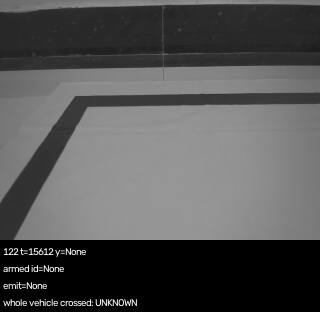 122 t=15612 y=None
armed id=None
emit=None
whole vehicle crossed: UNKNOWN